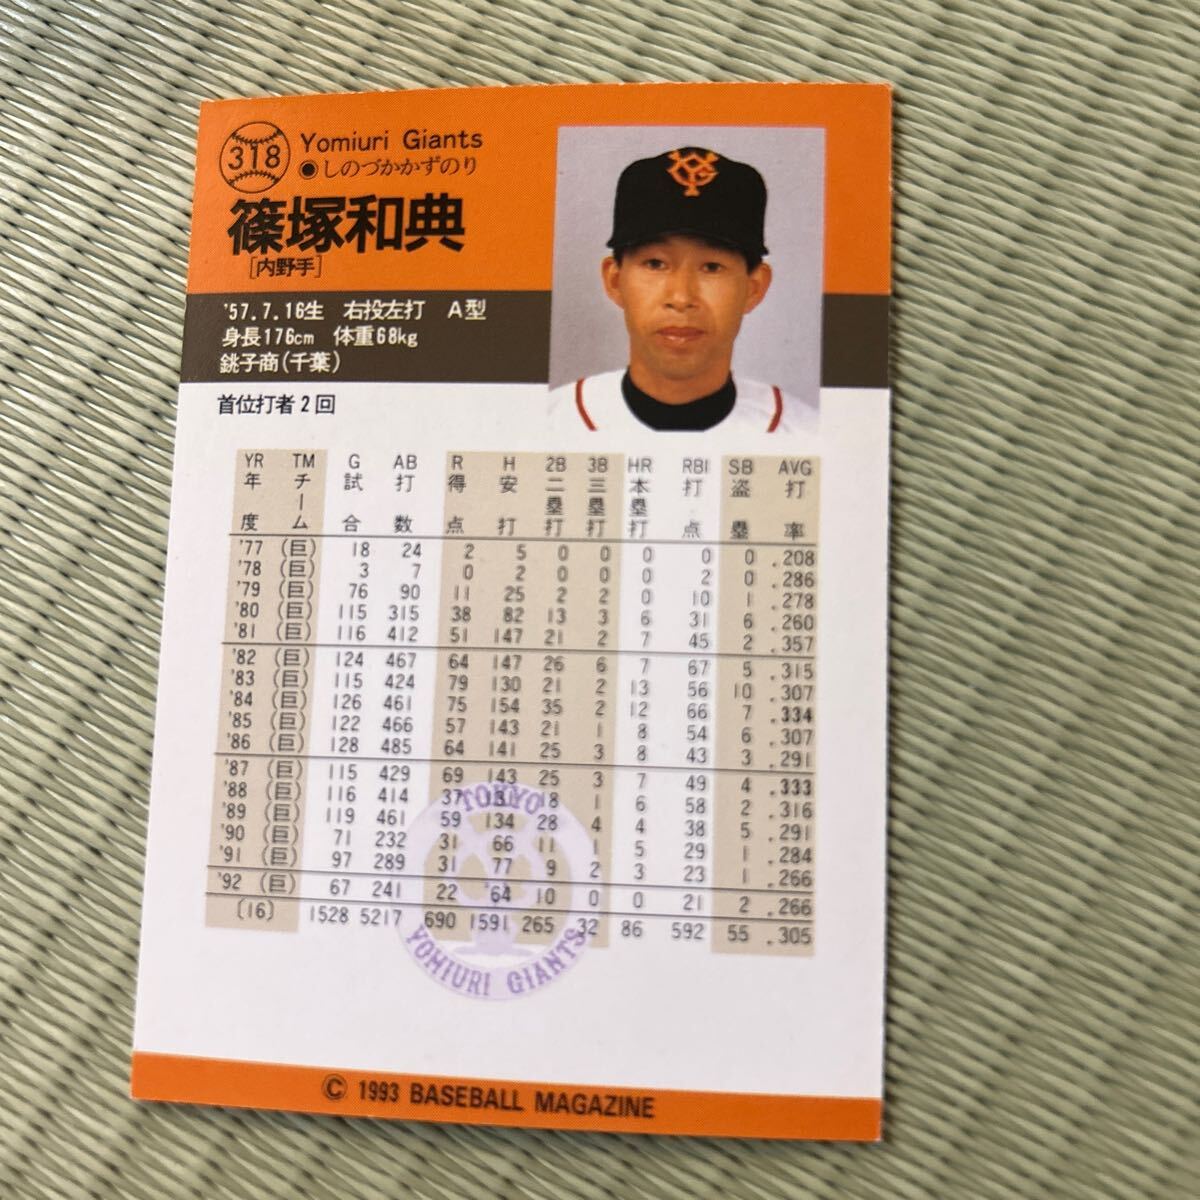 318 Yomiuri Giants
●しのづかかずのり
篠塚和典
[内野手]
'57.7.16生 右投左打 A型
身長176cm 体重68kg
銚子商(千葉)
首位打者2回
YR TM G AB R H 2B 3B HR RBI SB AVG
年度 チーム 試合 打数 得点 安打 二塁打 三塁打 本塁打 打点 盗塁 打率
'77 (巨) 18 24 2 5 0 0 0 0 0 .208
'78 (巨) 3 7 0 2 0 0 0 2 0 .286
'79 (巨) 76 90 11 25 2 2 0 10 1 .278
'80 (巨) 115 315 38 82 13 3 6 31 6 .260
'81 (巨) 116 412 51 147 21 2 7 45 2 .357
'82 (巨) 124 467 64 147 26 6 7 67 5 .315
'83 (巨) 115 424 79 130 21 2 13 56 10 .307
'84 (巨) 126 461 75 154 35 2 12 66 7 .334
'85 (巨) 122 466 57 143 21 1 8 54 6 .307
'86 (巨) 128 485 64 141 25 3 8 43 3 .291
'87 (巨) 115 429 69 143 25 3 7 49 4 .333
'88 (巨) 116 414 37 131 18 1 6 58 2 .316
'89 (巨) 119 461 59 134 28 4 4 38 5 .291
'90 (巨) 71 232 31 66 11 1 5 29 1 .284
'91 (巨) 97 289 31 77 9 2 3 23 1 .266
'92 (巨) 67 241 22 64 10 0 0 21 2 .266
(16) 1528 5217 690 1591 265 32 86 592 55 .305
TOKYO
YOMIURI GIANTS
© 1993 BASEBALL MAGAZINE